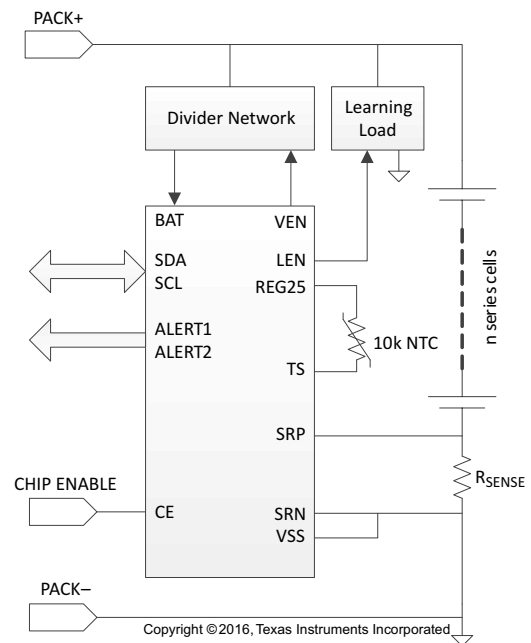 PACK+
Divider Network
Learning
Load
BAT
VEN
SDA
LEN
SCL
REG25
n series cells
ALERT1
10k NTC
ALERT2
TS
SRP
RSENSE
CHIP ENABLE
CE
SRN
VSS
PACK–
Copyright © 2016, Texas Instruments Incorporated